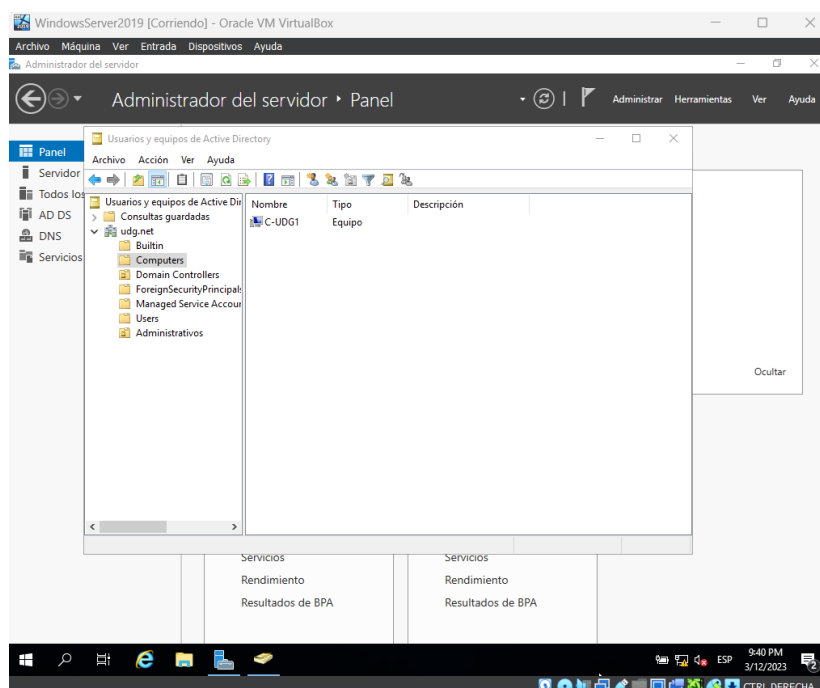 WindowsServer2019 [Corriendo] - Oracle VM VirtualBox
Archivo Máquina Ver Entrada Dispositivos Ayuda
Administrador del servidor
Administrador del servidor ‣ Panel
Administrar Herramientas Ver Ayuda
Usuarios y equipos de Active Directory
Archivo Acción Ver Ayuda
Panel
Servidor
Todos los
AD DS
DNS
Servicios
Usuarios y equipos de Active Dir
Consultas guardadas
udg.net
Builtin
Computers
Domain Controllers
ForeignSecurityPrincipals
Managed Service Accour
Users
Administrativos
Nombre Tipo Descripción
C-UDG1 Equipo
Ocultar
Servicios Servicios
Rendimiento Rendimiento
Resultados de BPA Resultados de BPA
ESP
9:40 PM
3/12/2023
2
CTRL DERECHA